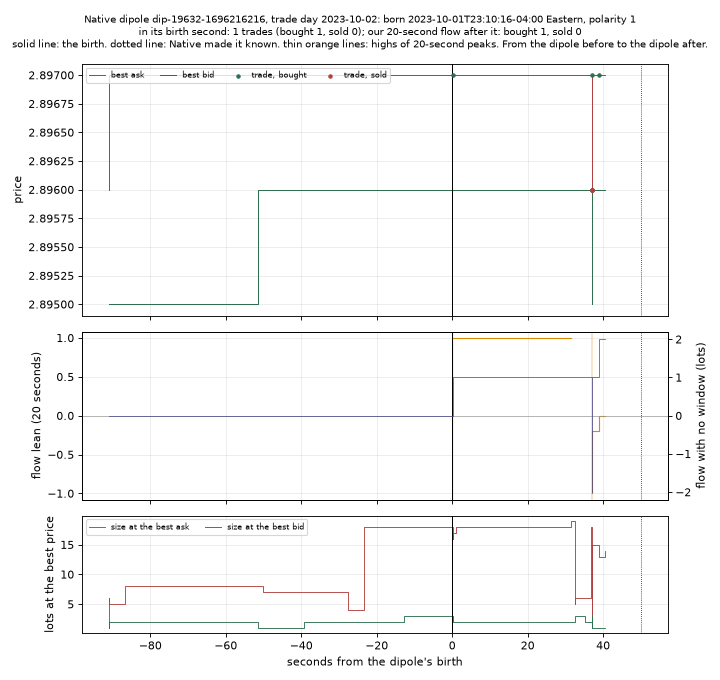 Native dipole dip-19632-1696216216, trade day 2023-10-02: born 2023-10-01T23:10:16-04:00 Eastern, polarity 1
in its birth second: 1 trades (bought 1, sold 0); our 20-second flow after it: bought 1, sold 0
solid line: the birth. dotted line: Native made it known. thin orange lines: highs of 20-second peaks. From the dipole before to the dipole after.
best ask best bid trade, bought trade, sold
2.89700
2.89675
2.89650
2.89625
2.89600
2.89575
2.89550
2.89525
2.89500
price
1.0
0.5
0.0
−0.5
−1.0
flow lean (20 seconds)
2
1
0
−1
−2
flow with no window (lots)
size at the best ask size at the best bid
15
10
5
lots at the best price
−80 −60 −40 −20 0 20 40
seconds from the dipole's birth